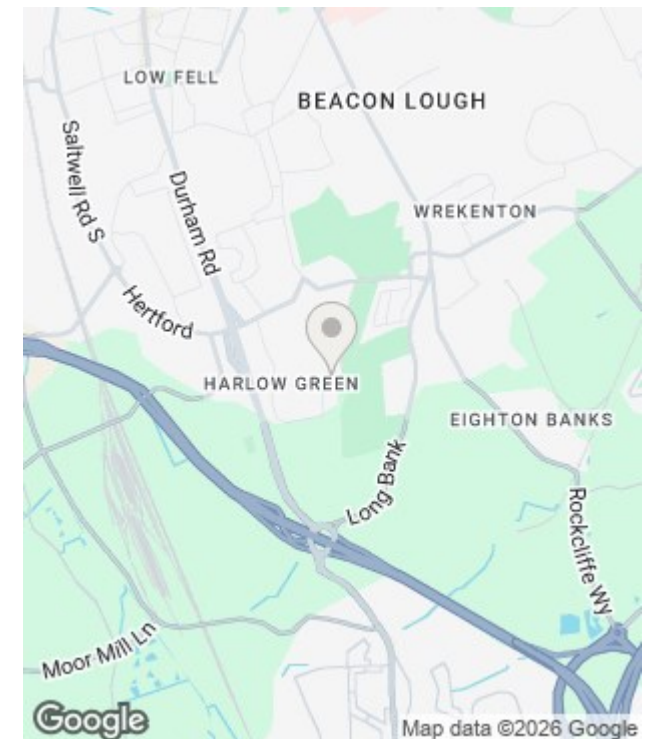 LOW FELL
BEACON LOUGH
Saltwell Rd S
Durham Rd
WREKENTON
Hertford
HARLOW GREEN
EIGHTON BANKS
Long Bank
Rockcliffe Wy
Moor Mill Ln
Google
Map data ©2026 Google